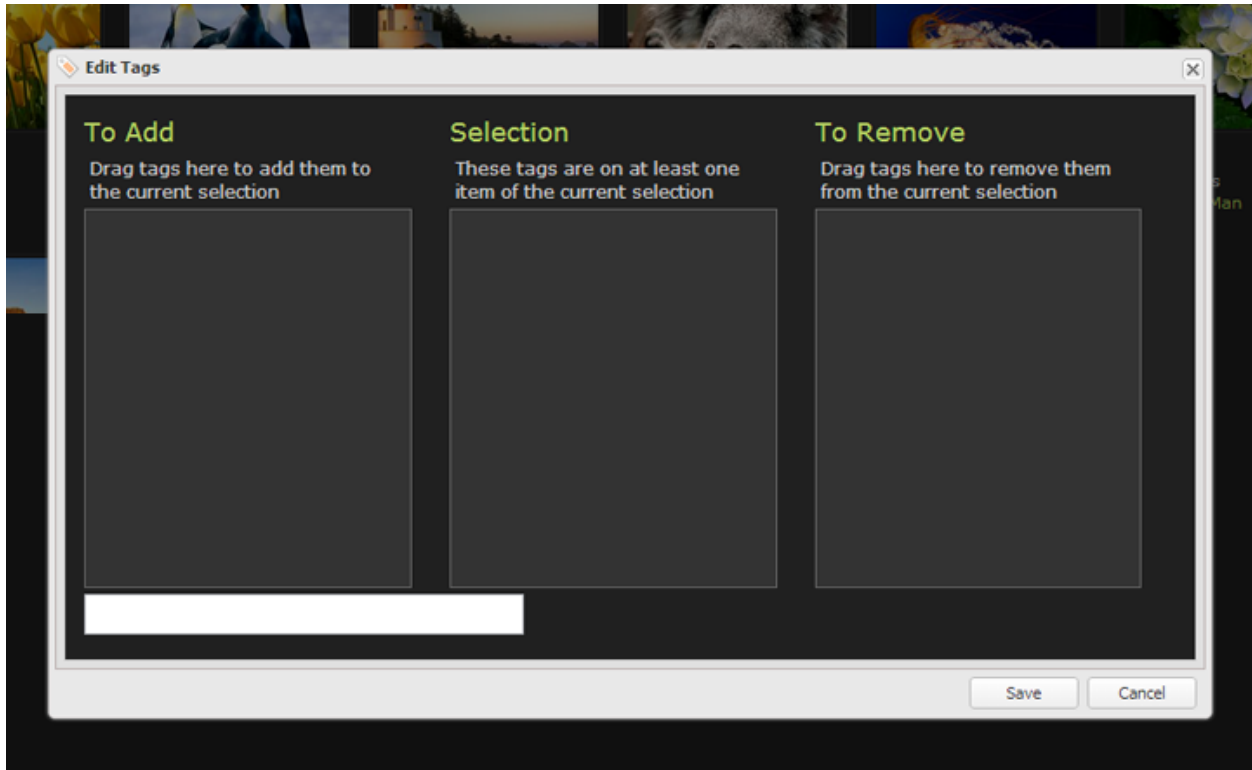 Edit Tags
To Add
Drag tags here to add them to
the current selection
Selection
These tags are on at least one
item of the current selection
To Remove
Drag tags here to remove them
from the current selection
Man
Save
Cancel